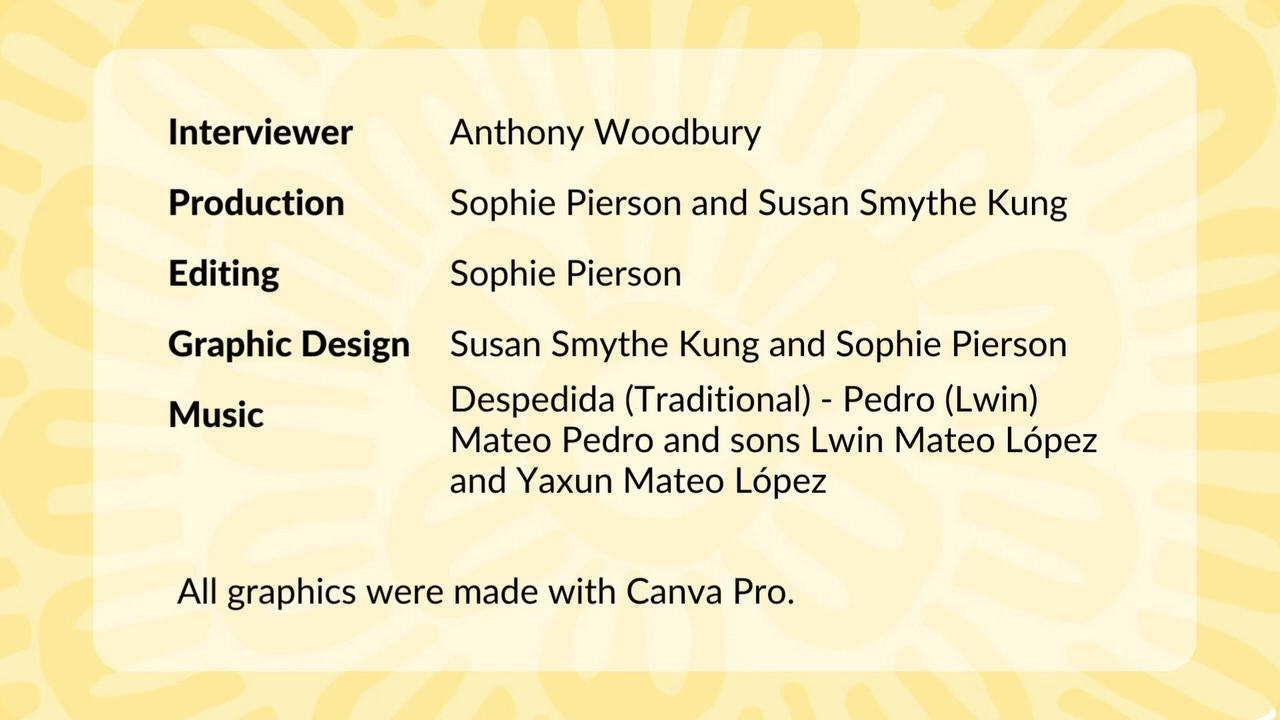 Interviewer Anthony Woodbury
Production Sophie Pierson and Susan Smythe Kung
Editing Sophie Pierson
Graphic Design Susan Smythe Kung and Sophie Pierson
Music Despedida (Traditional) - Pedro (Lwin)
Mateo Pedro and sons Lwin Mateo López
and Yaxun Mateo López
All graphics were made with Canva Pro.